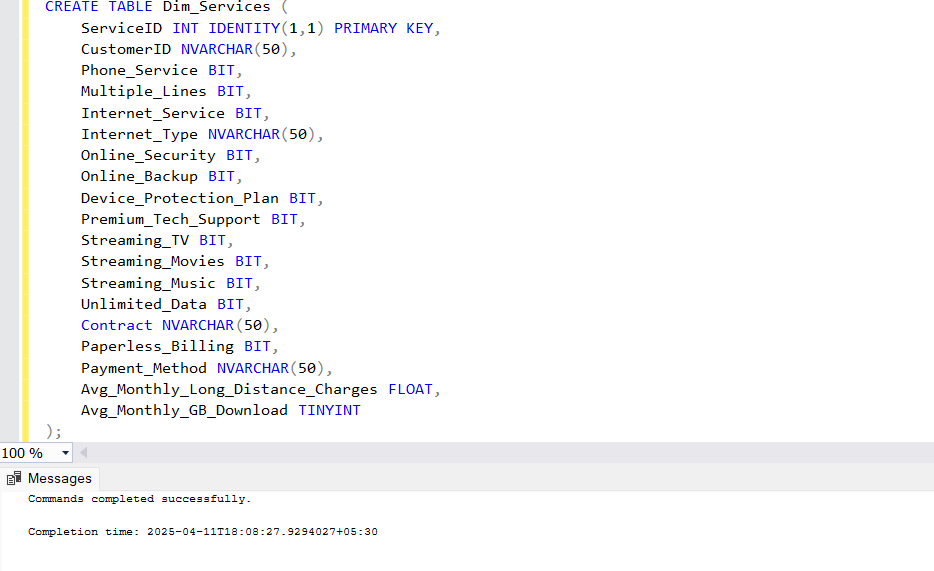 CREATE TABLE Dim_Services (
ServiceID INT IDENTITY(1,1) PRIMARY KEY,
CustomerID NVARCHAR(50),
Phone_Service BIT,
Multiple_Lines BIT,
Internet_Service BIT,
Internet_Type NVARCHAR(50),
Online_Security BIT,
Online_Backup BIT,
Device_Protection_Plan BIT,
Premium_Tech_Support BIT,
Streaming_TV BIT,
Streaming_Movies BIT,
Streaming_Music BIT,
Unlimited_Data BIT,
Contract NVARCHAR(50),
Paperless_Billing BIT,
Payment_Method NVARCHAR(50),
Avg_Monthly_Long_Distance_Charges FLOAT,
Avg_Monthly_GB_Download TINYINT
);
100 %
Messages
Commands completed successfully.
Completion time: 2025-04-11T18:08:27.9294027+05:30